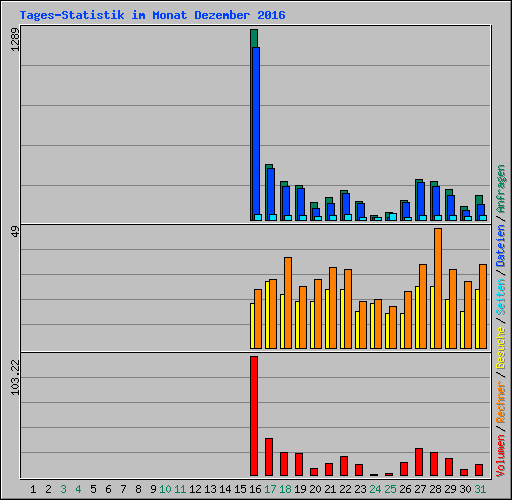 Tages-Statistik im Monat Dezember 2016
1289
49
103.22
Volumen / Rechner / Besuche / Seiten / Dateien / Anfragen
1 2 3 4 5 6 7 8 9 10 11 12 13 14 15 16 17 18 19 20 21 22 23 24 25 26 27 28 29 30 31